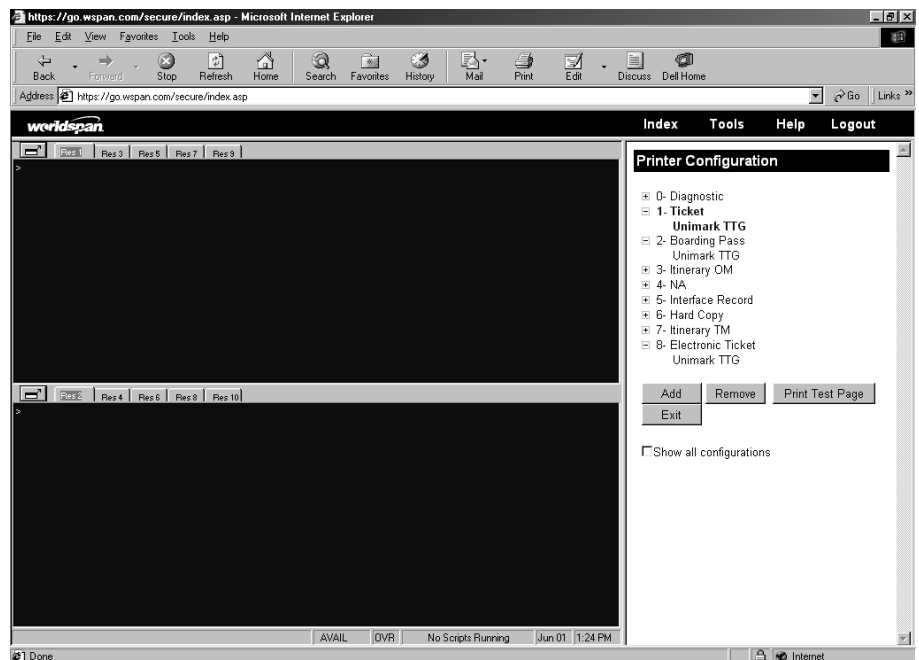 https://go.wspan.com/secure/index.asp - Microsoft Internet Explorer
File Edit View Favorites Tools Help
Back Forward Stop Refresh Home Search Favorites History Mail Print Edit Discuss Dell Home
Address https://go.wspan.com/secure/index.asp Go Links »
worldspan. Index Tools Help Logout
Res 1 Res 3 Res 5 Res 7 Res 9
>
Printer Configuration
0- Diagnostic
1- Ticket
Unimark TTG
2- Boarding Pass
Unimark TTG
3- Itinerary OM
4- NA
5- Interface Record
6- Hard Copy
7- Itinerary TM
8- Electronic Ticket
Unimark TTG
Add Remove Print Test Page
Exit
Show all configurations
Res 2 Res 4 Res 6 Res 8 Res 10
>
AVAIL OVR No Scripts Running Jun 01 1:24 PM
Done Internet